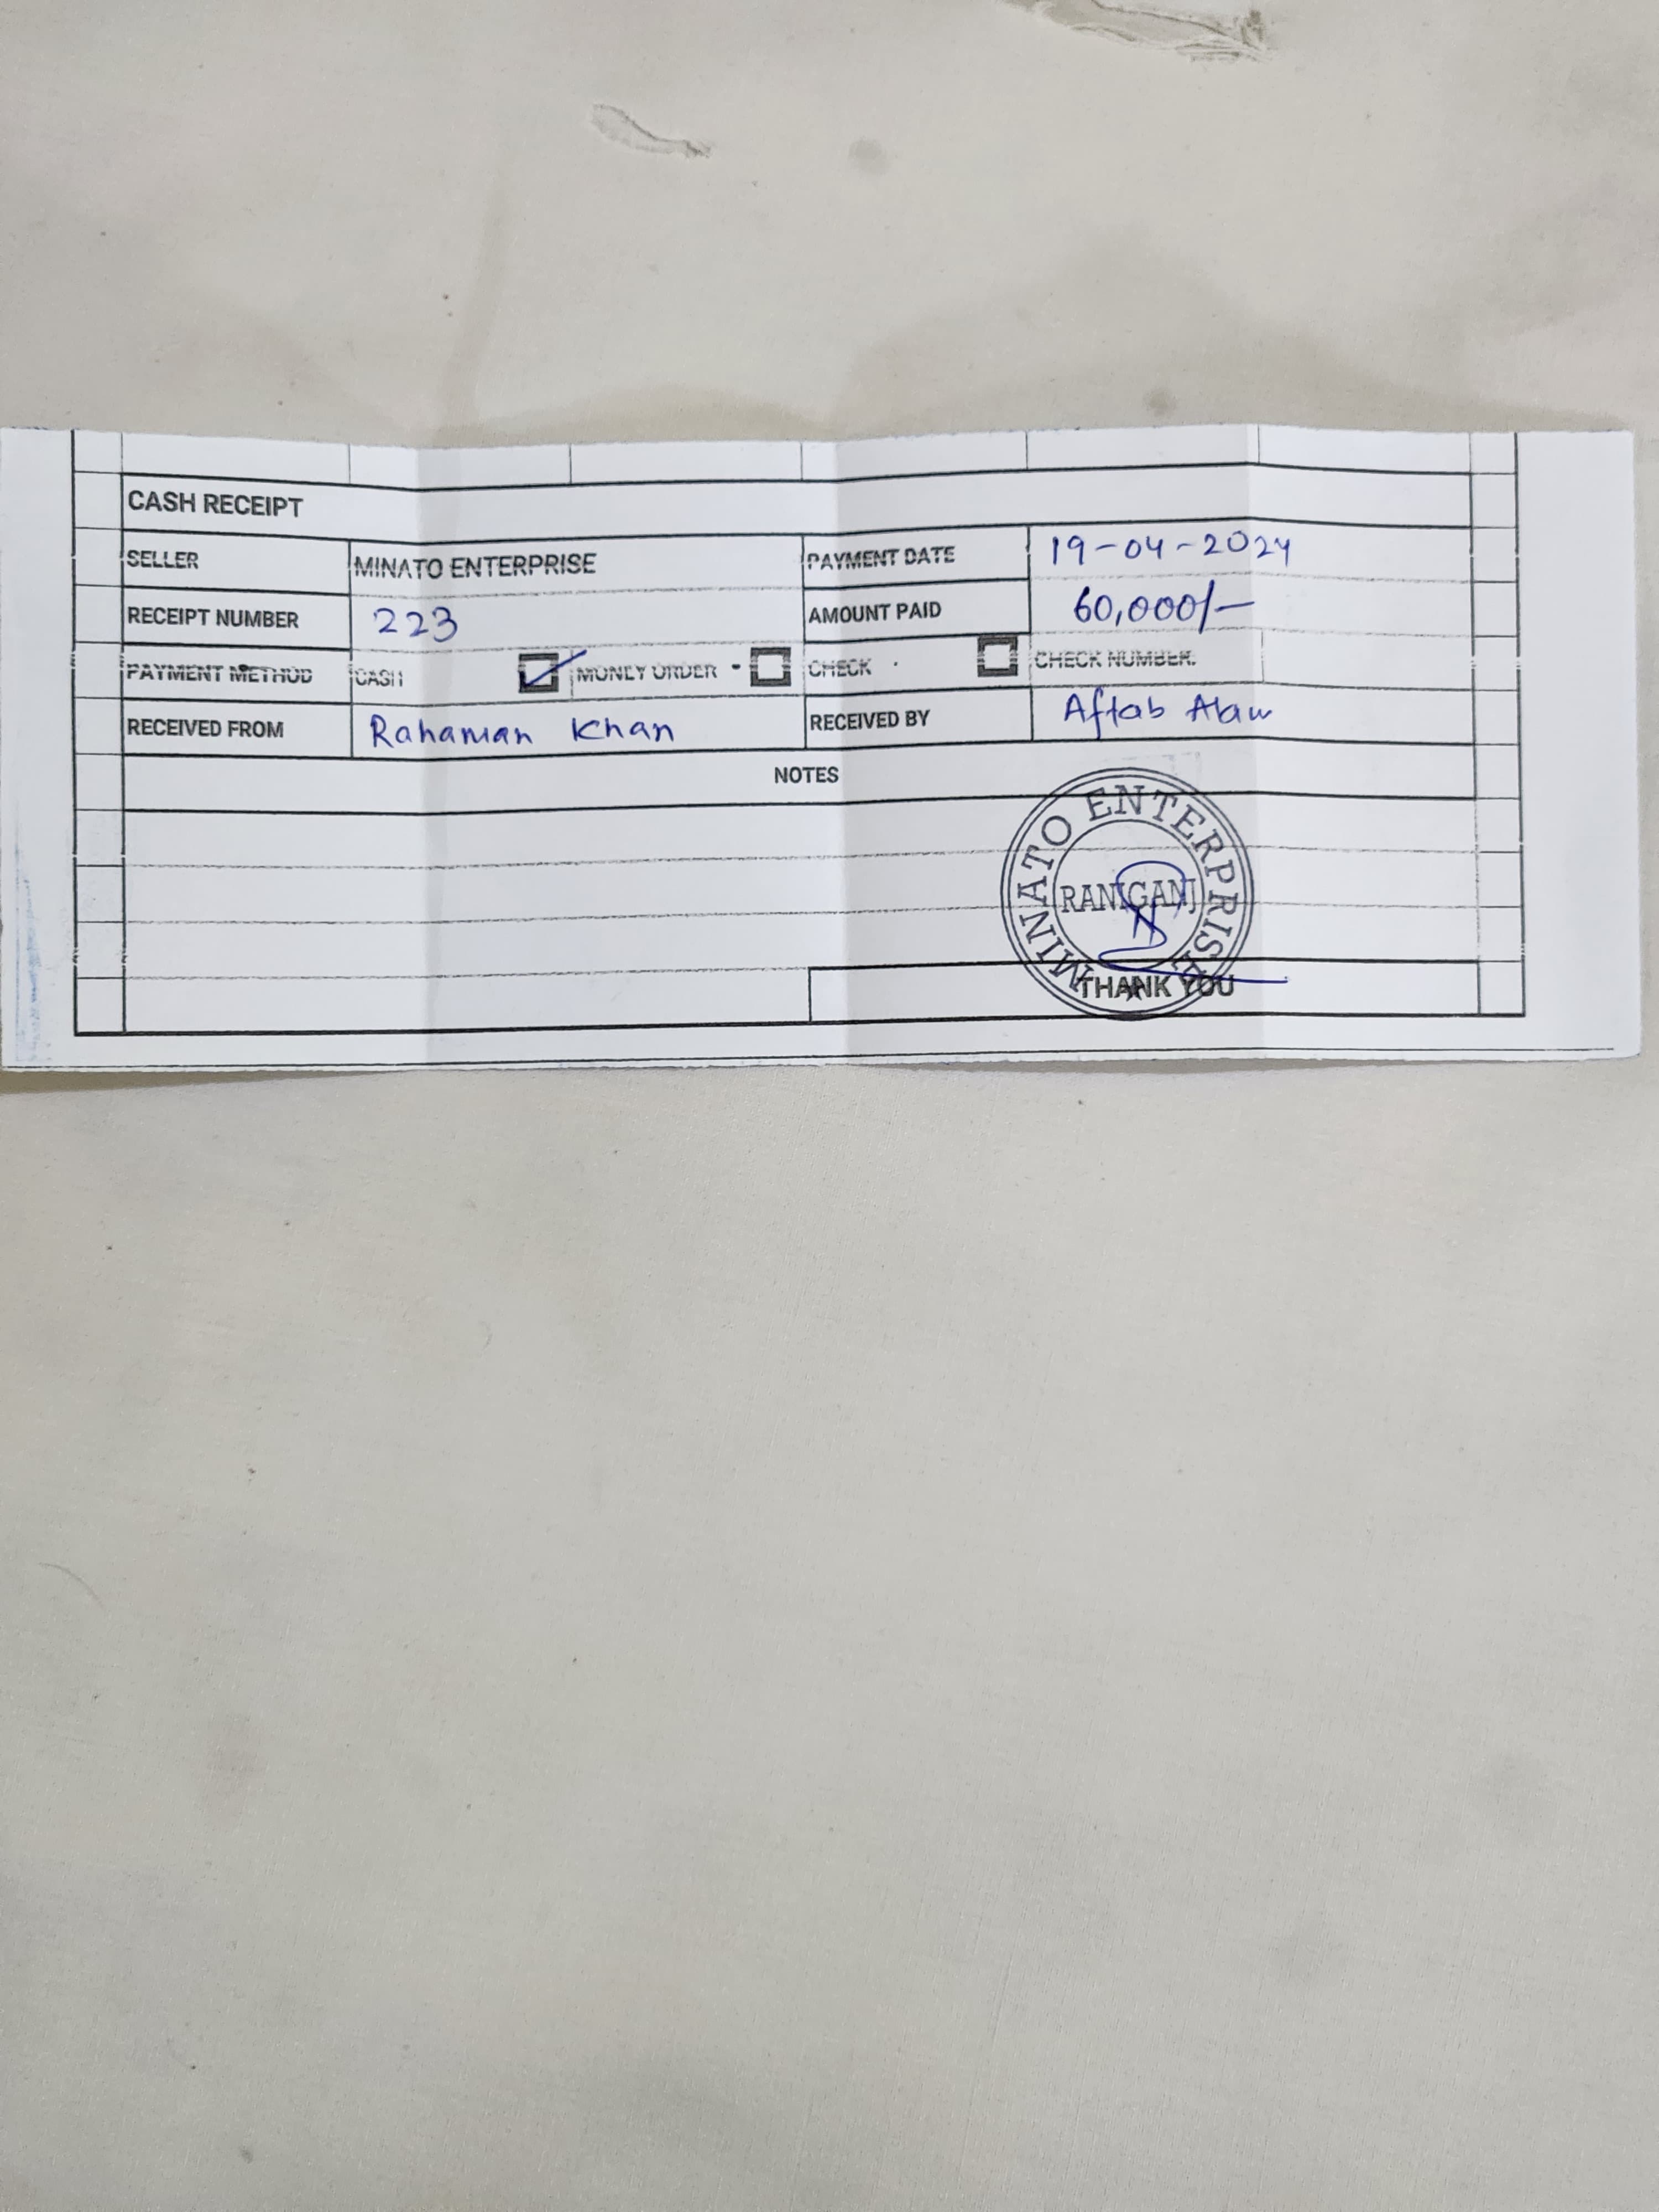 CASH RECEIPT
SELLER MINATO ENTERPRISE PAYMENT DATE 19-04-2024
RECEIPT NUMBER 223 AMOUNT PAID 60,000/-
PAYMENT METHOD CASH MONEY ORDER - CHECK CHECK NUMBER.
RECEIVED FROM Rahaman Khan RECEIVED BY Aftab Alam
NOTES
MINATO ENTERPRISE
RANIGANJ
THANK YOU